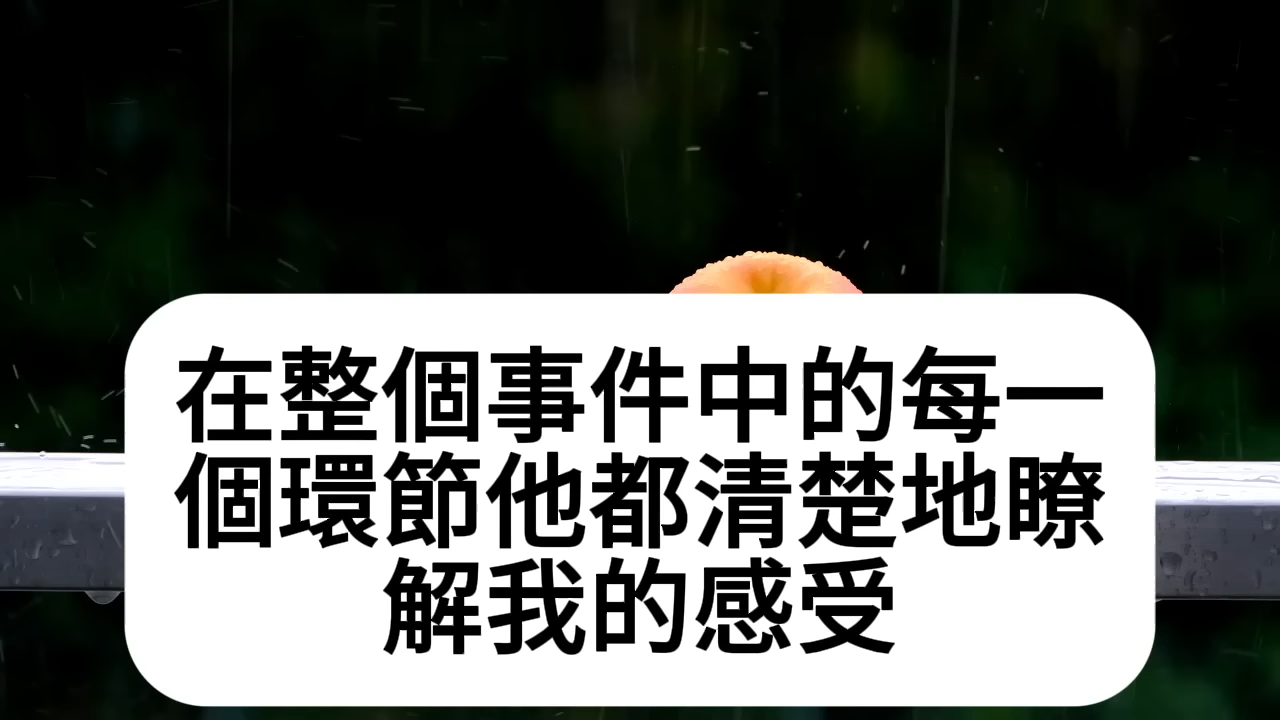 在整個事件中的每一
個環節他都清楚地瞭
解我的感受